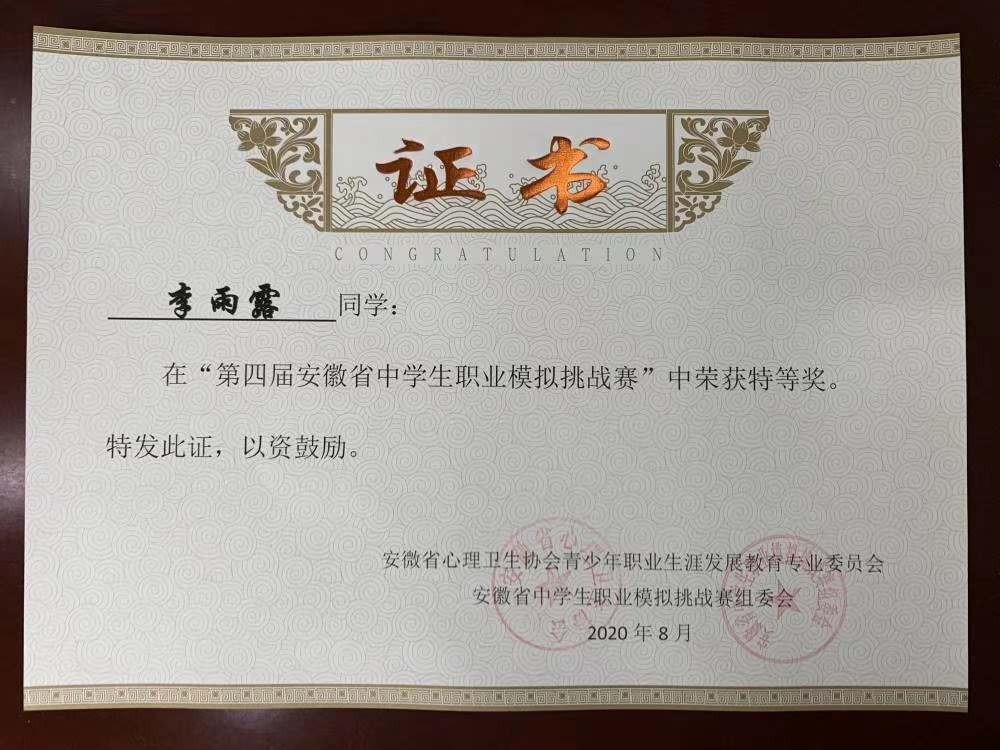 证书
CONGRATULATION
李雨露 同学：
在“第四届安徽省中学生职业模拟挑战赛”中荣获特等奖。
特发此证，以资鼓励。
安徽省心理卫生协会青少年职业生涯发展教育专业委员会
安徽省中学生职业模拟挑战赛组委会
2020 年 8 月